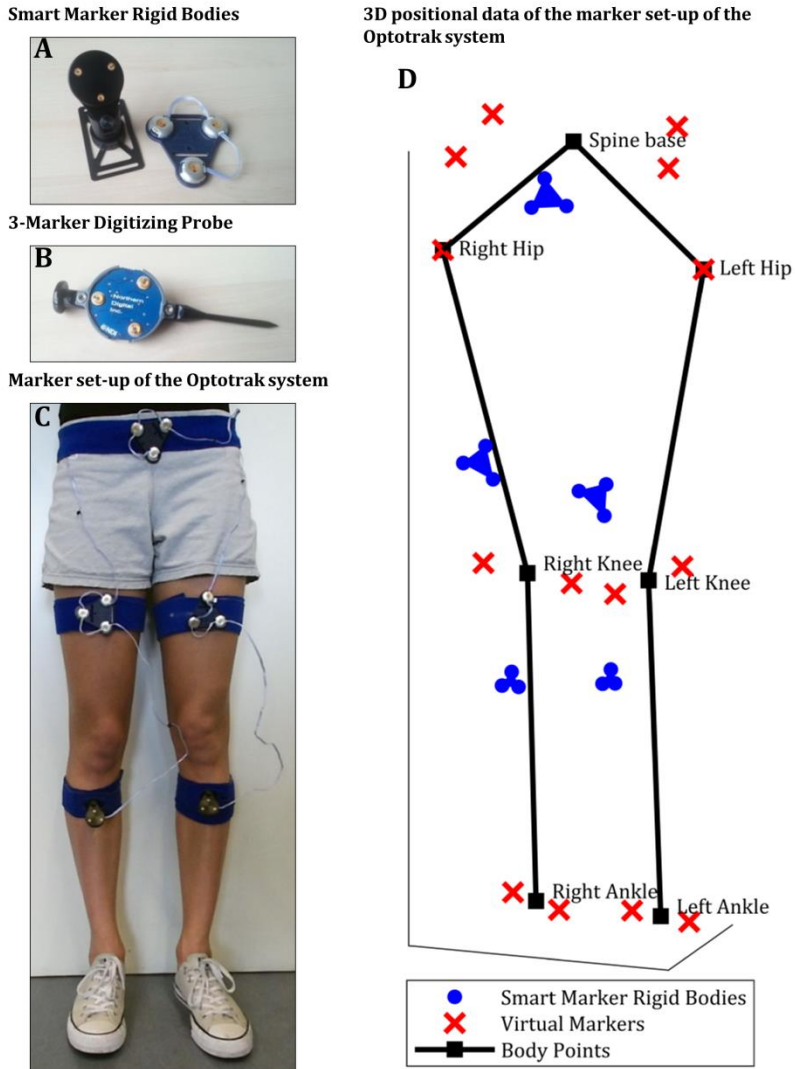 Smart Marker Rigid Bodies
A
3-Marker Digitizing Probe
B
Northern
Digital
Inc.
Marker set-up of the Optotrak system
C
3D positional data of the marker set-up of the
Optotrak system
D
Spine base
Right Hip
Left Hip
Right Knee
Left Knee
Right Ankle
Left Ankle
Smart Marker Rigid Bodies
Virtual Markers
Body Points